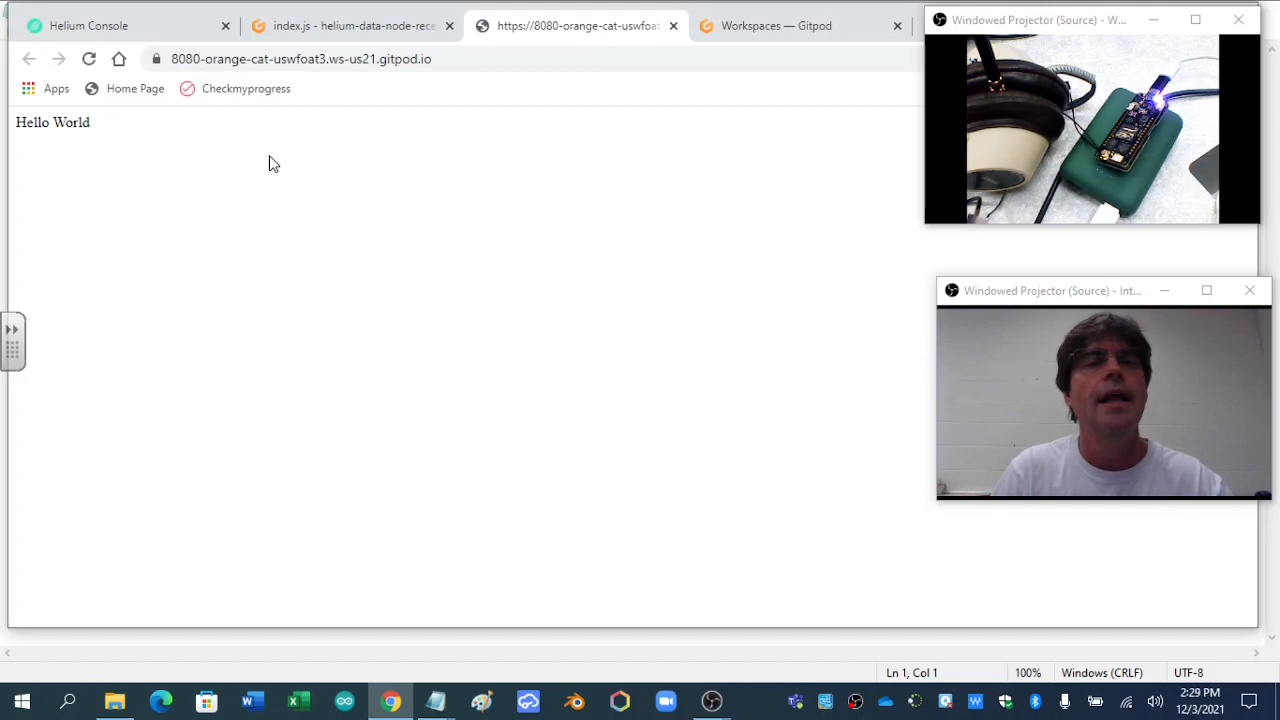 Helium Console
index.js - helium-data-node-rece
https://8080-orange-cat-uswfoat
Workspaces — Gitpod
8080-orange-cat-uswfoat3.ws-us21.gitpod.io
Apps
Home Page
Checkmyprogress
Hello World
Windowed Projector (Source) - W...
Windowed Projector (Source) - Int...
Ln 1, Col 1
100%
Windows (CRLF)
UTF-8
2:29 PM
12/3/2021